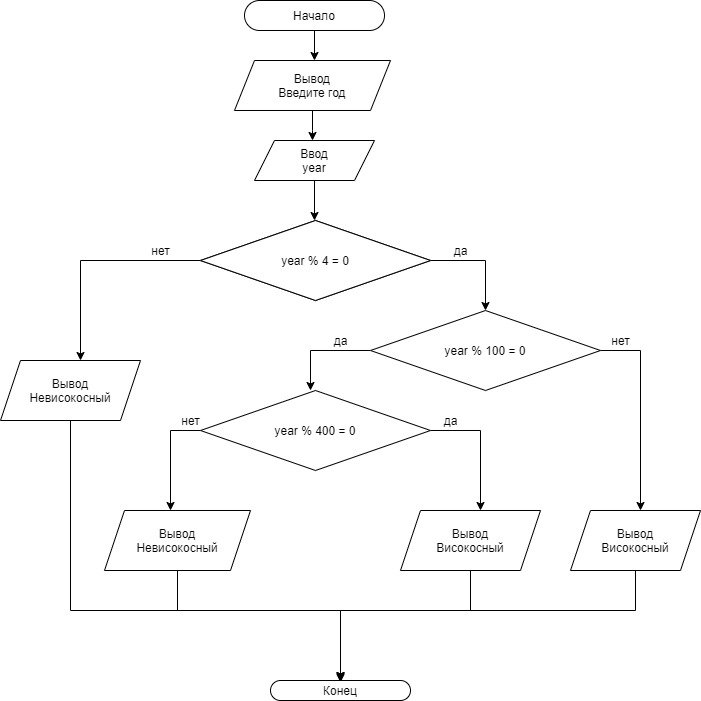 Начало
Вывод
Введите год
Ввод
year
year % 4 = 0
нет
да
year % 100 = 0
да
нет
Вывод
Невисокосный
year % 400 = 0
нет
да
Вывод
Невисокосный
Вывод
Високосный
Вывод
Високосный
Конец